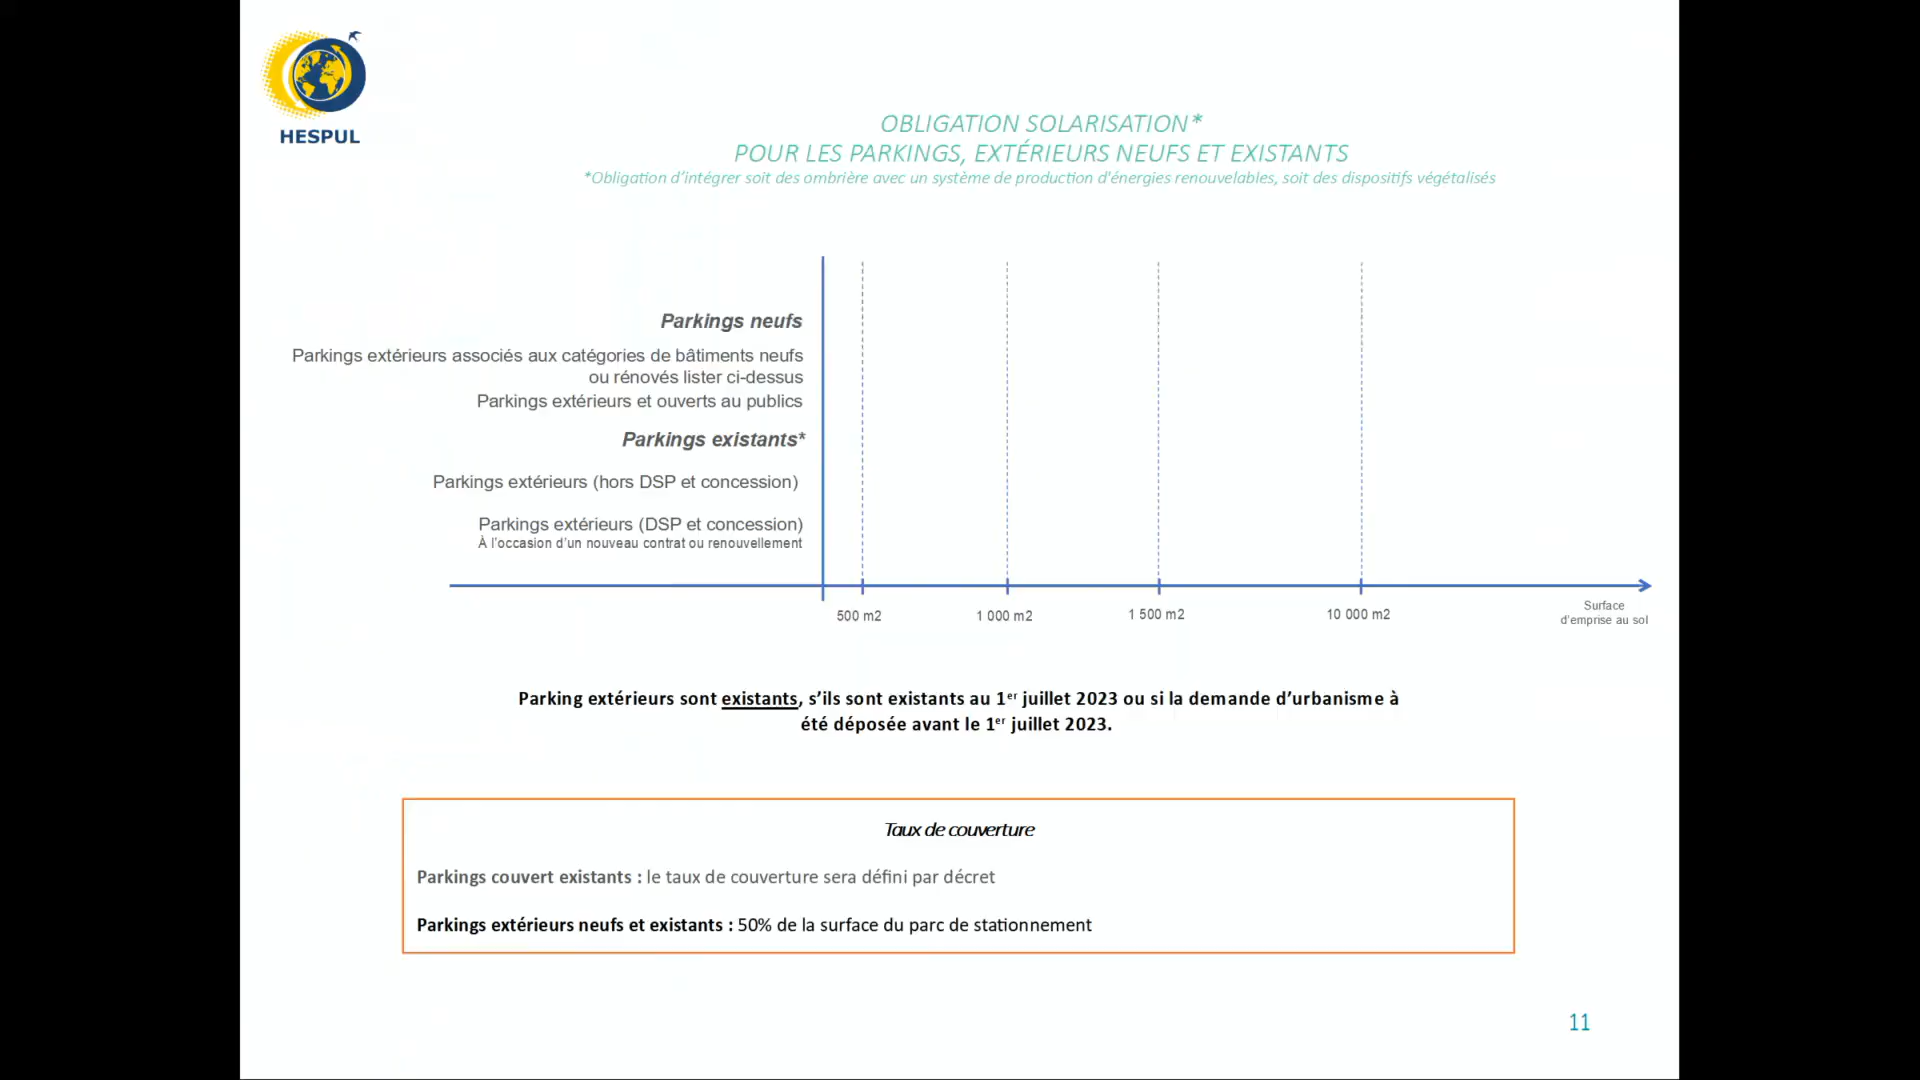 HESPUL
OBLIGATION SOLARISATION*
POUR LES PARKINGS, EXTÉRIEURS NEUFS ET EXISTANTS
*Obligation d’intégrer soit des ombrière avec un système de production d'énergies renouvelables, soit des dispositifs végétalisés
Parkings neufs
Parkings extérieurs associés aux catégories de bâtiments neufs
ou rénovés lister ci-dessus
Parkings extérieurs et ouverts au publics
Parkings existants*
Parkings extérieurs (hors DSP et concession)
Parkings extérieurs (DSP et concession)
À l’occasion d’un nouveau contrat ou renouvellement
500 m2
1 000 m2
1 500 m2
10 000 m2
Surface
d’emprise au sol
Parking extérieurs sont existants, s’ils sont existants au 1er juillet 2023 ou si la demande d’urbanisme à
été déposée avant le 1er juillet 2023.
Taux de couverture
Parkings couvert existants : le taux de couverture sera défini par décret
Parkings extérieurs neufs et existants : 50% de la surface du parc de stationnement
11